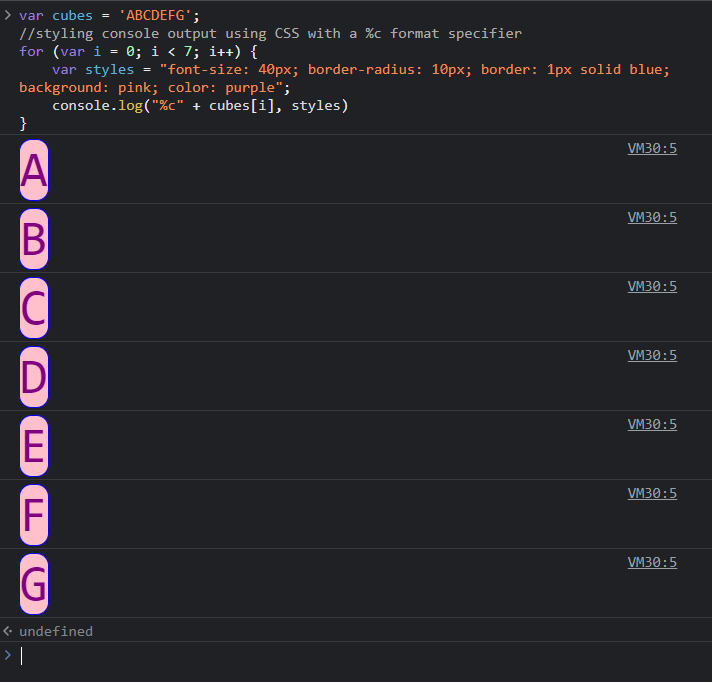 > var cubes = 'ABCDEFG';
//styling console output using CSS with a %c format specifier
for (var i = 0; i < 7; i++) {
    var styles = "font-size: 40px; border-radius: 10px; border: 1px solid blue;
background: pink; color: purple";
    console.log("%c" + cubes[i], styles)
}
A VM30:5
B VM30:5
C VM30:5
D VM30:5
E VM30:5
F VM30:5
G VM30:5
undefined
>